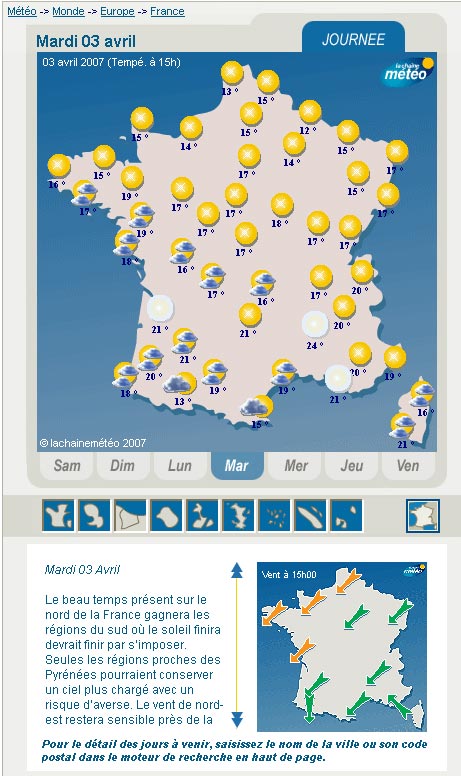 Météo -> Monde -> Europe -> France
Mardi 03 avril
JOURNEE
03 avril 2007 (Tempé. à 15h)
la chaîne
météo
13 °
15 °
15 °
14 °
15 °
12 °
15 °
14 °
17 °
17 °
16 °
15 °
19 °
17 °
15 °
17 °
17 °
17 °
17 °
19 °
17 °
18 °
17 °
17 °
18 °
16 °
17 °
17 °
16 °
17 °
20 °
20 °
21 °
21 °
24 °
21 °
20 °
18 °
13 °
19 °
19 °
15 °
20 °
19 °
21 °
16 °
21 °
© lachainemétéo 2007
Sam Dim Lun Mar Mer Jeu Ven
Mardi 03 Avril
Le beau temps présent sur le
nord de la France gagnera les
régions du sud où le soleil finira
devrait finir par s'imposer.
Seules les régions proches des
Pyrénées pourraient conserver
un ciel plus chargé avec un
risque d'averse. Le vent de nord-
est restera sensible près de la
Vent à 15h00
météo
Pour le détail des jours à venir, saisissez le nom de la ville ou son code
postal dans le moteur de recherche en haut de page.